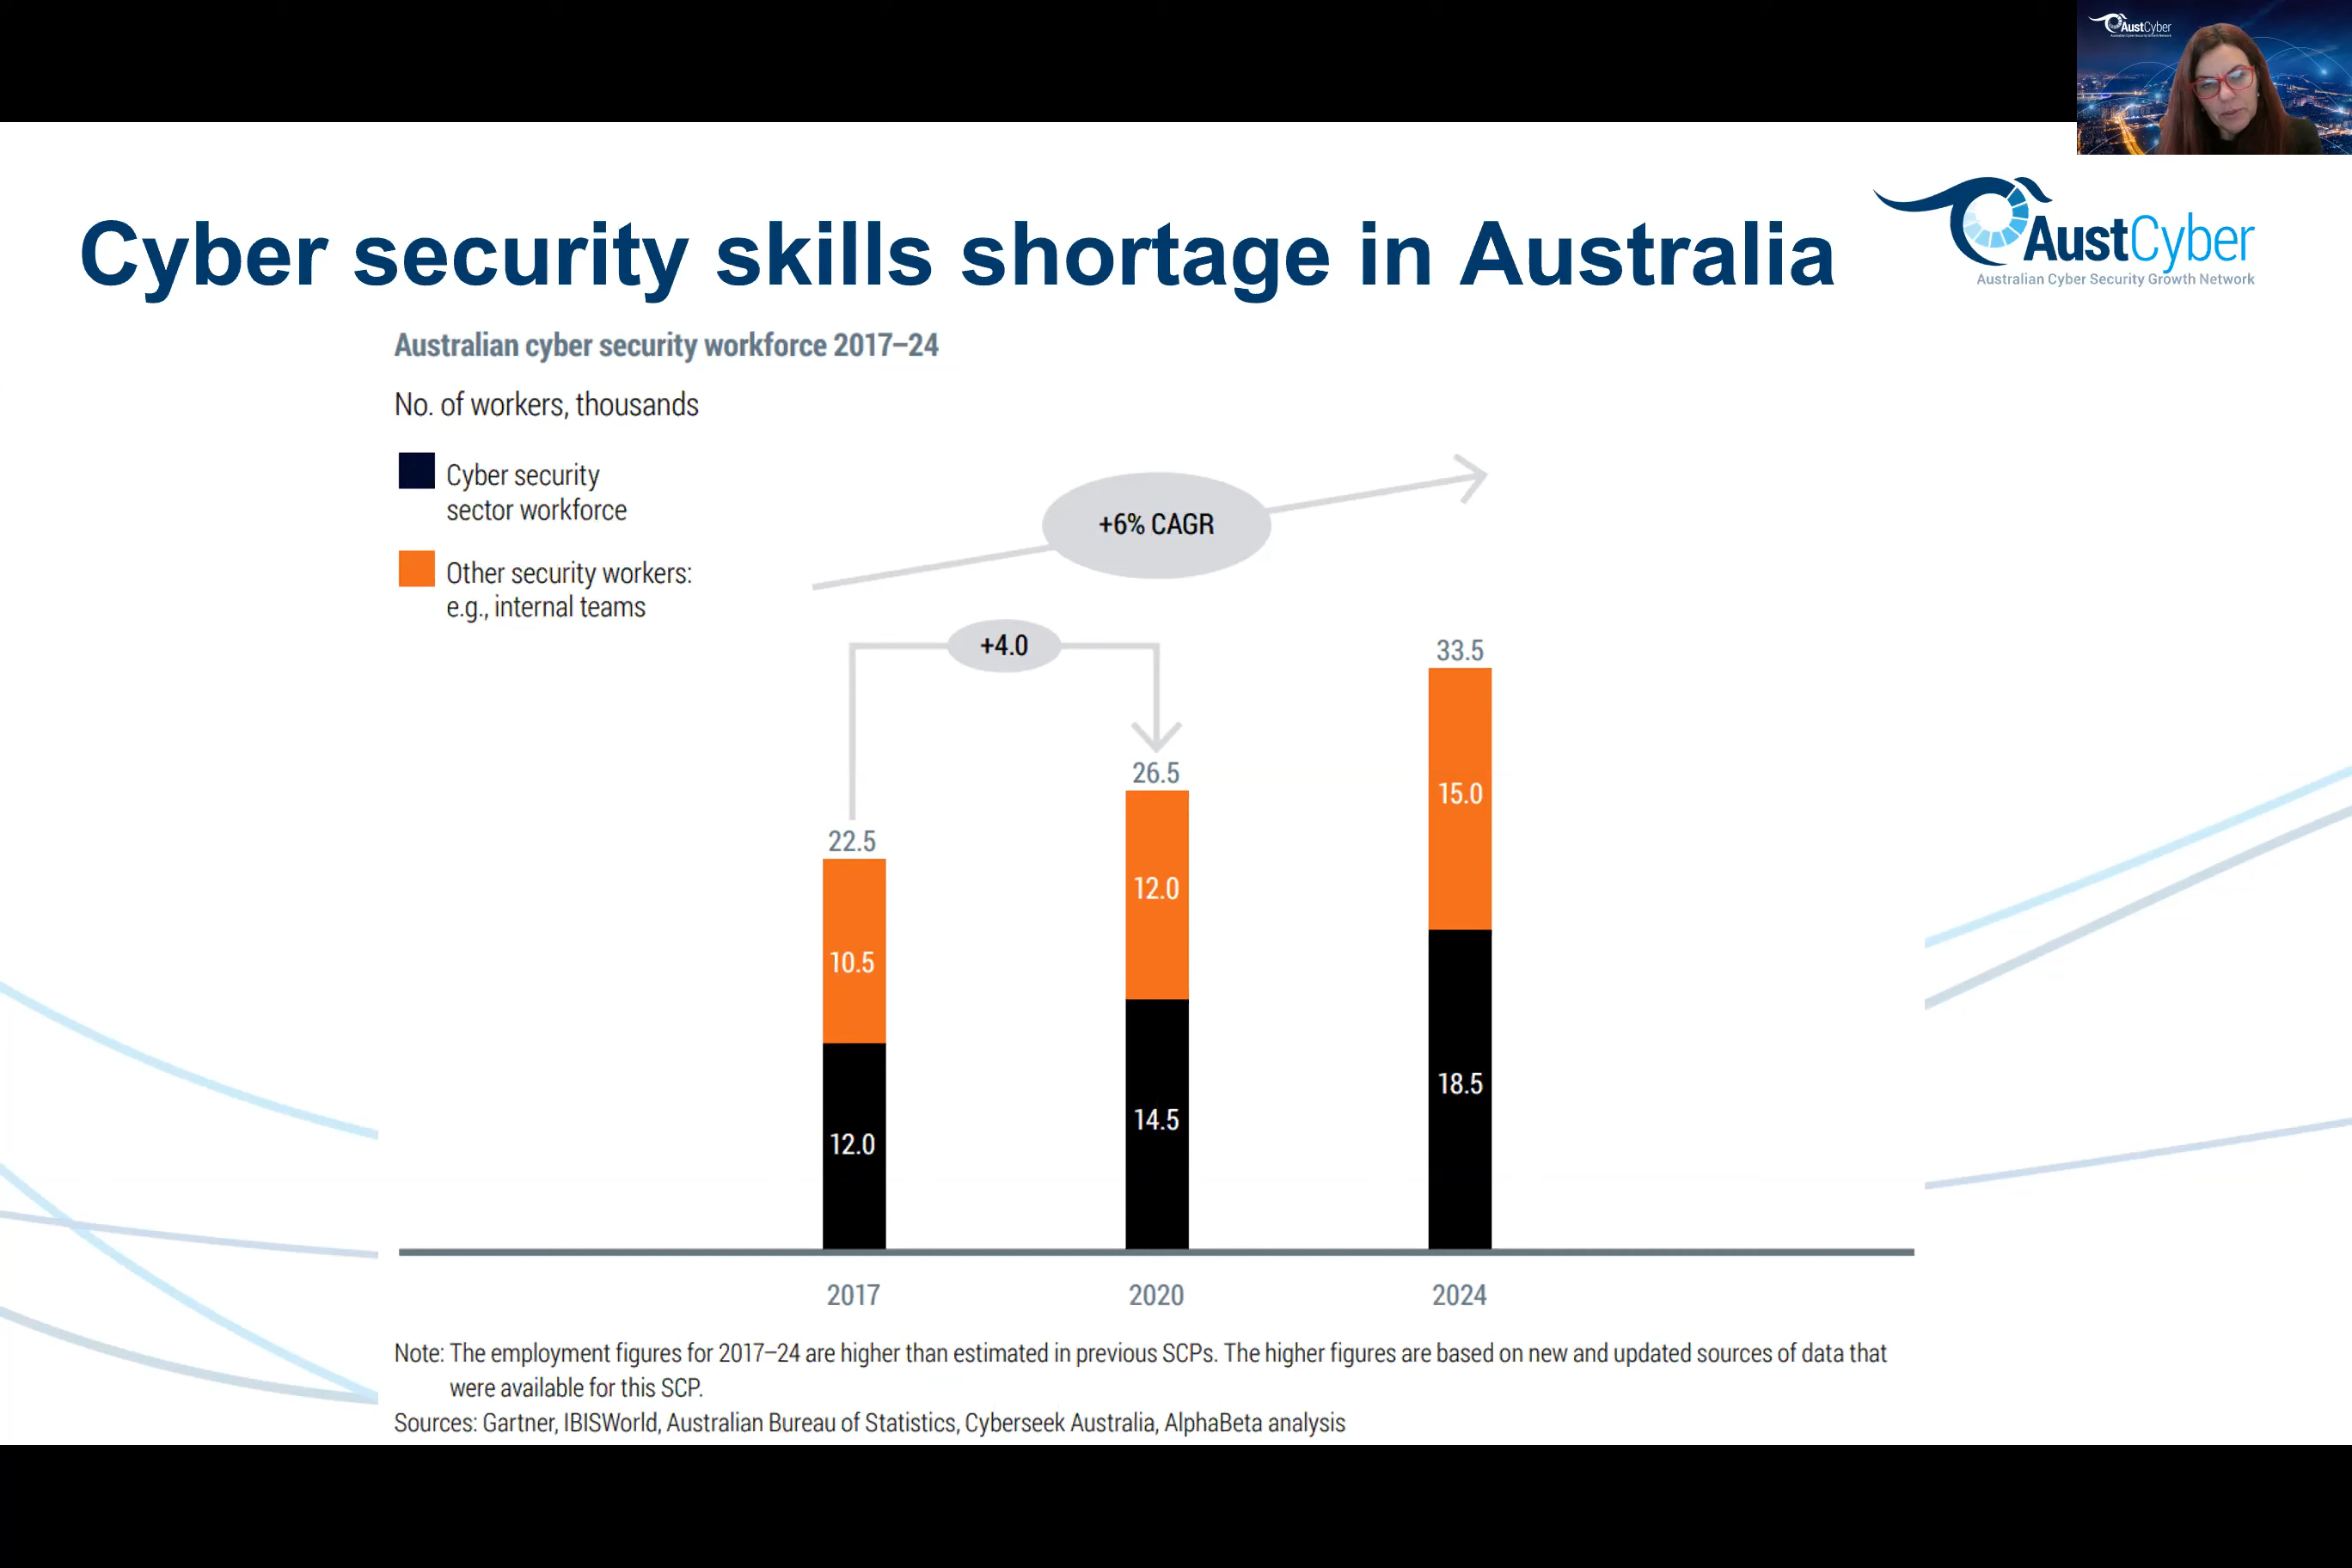 AustCyber
Cyber security skills shortage in Australia
AustCyber
Australian Cyber Security Growth Network
Australian cyber security workforce 2017–24
No. of workers, thousands
Cyber security
sector workforce
Other security workers:
e.g., internal teams
+6% CAGR
+4.0
22.5
26.5
33.5
10.5
12.0
15.0
12.0
14.5
18.5
2017
2020
2024
Note: The employment figures for 2017–24 are higher than estimated in previous SCPs. The higher figures are based on new and updated sources of data that
were available for this SCP.
Sources: Gartner, IBISWorld, Australian Bureau of Statistics, Cyberseek Australia, AlphaBeta analysis